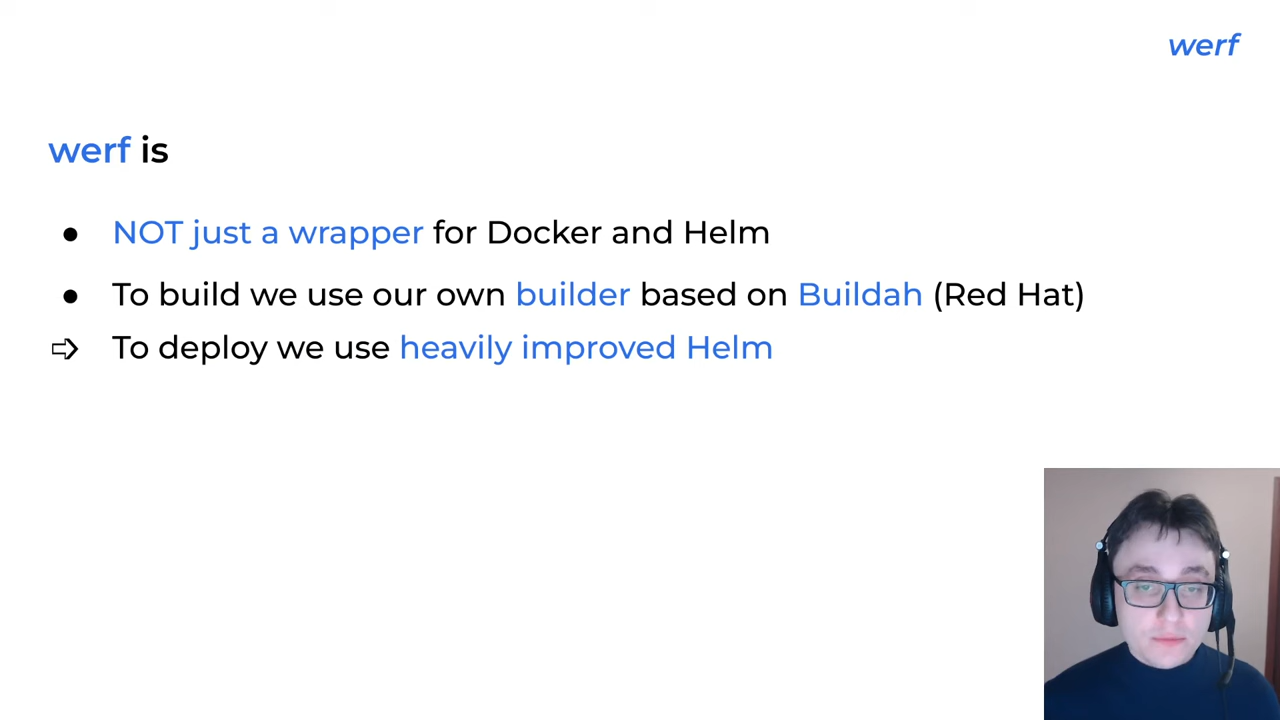 werf
werf is
● NOT just a wrapper for Docker and Helm
● To build we use our own builder based on Buildah (Red Hat)
⇨ To deploy we use heavily improved Helm